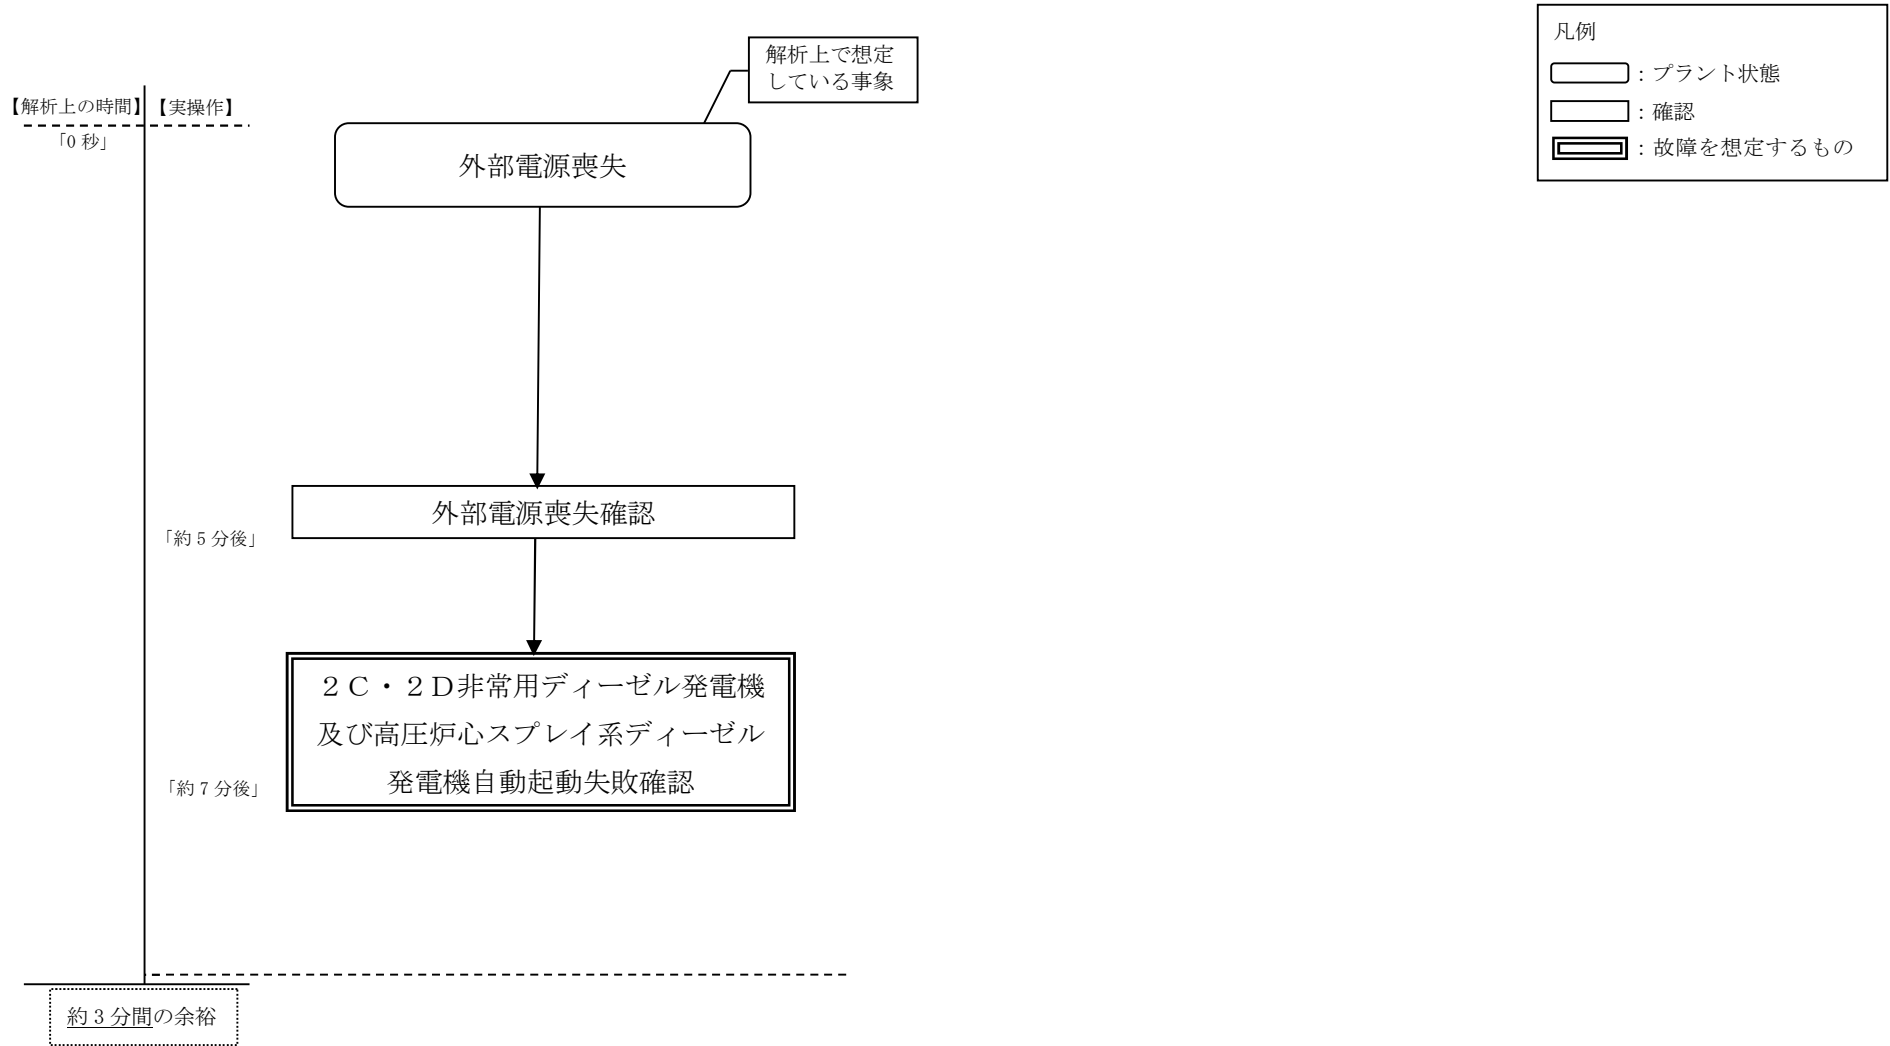 凡例
：プラント状態
：確認
：故障を想定するもの
解析上で想定
している事象
【解析上の時間】
【実操作】
「0 秒」
外部電源喪失
外部電源喪失確認
「約 5 分後」
２Ｃ・２Ｄ非常用ディーゼル発電機
及び高圧炉心スプレイ系ディーゼル
発電機自動起動失敗確認
「約 7 分後」
約 3 分間の余裕